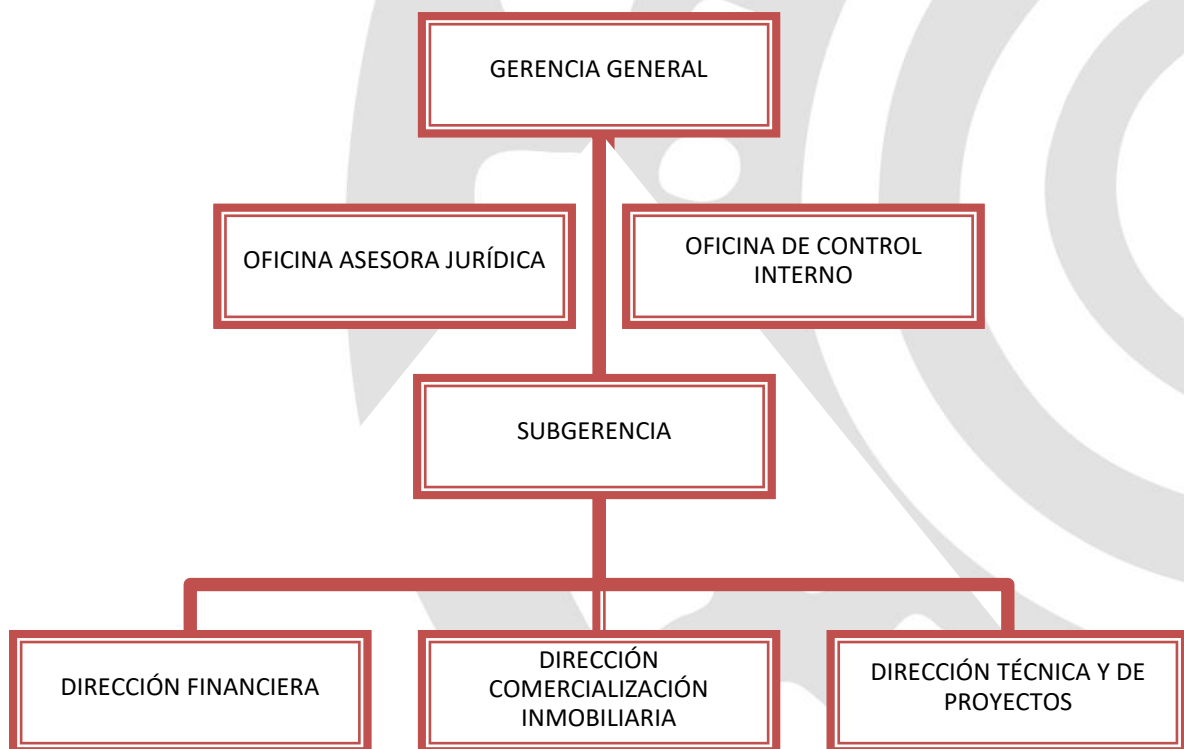 GERENCIA GENERAL
OFICINA ASESORA JURÍDICA
OFICINA DE CONTROL
INTERNO
SUBGERENCIA
DIRECCIÓN FINANCIERA
DIRECCIÓN
COMERCIALIZACIÓN
INMOBILIARIA
DIRECCIÓN TÉCNICA Y DE
PROYECTOS